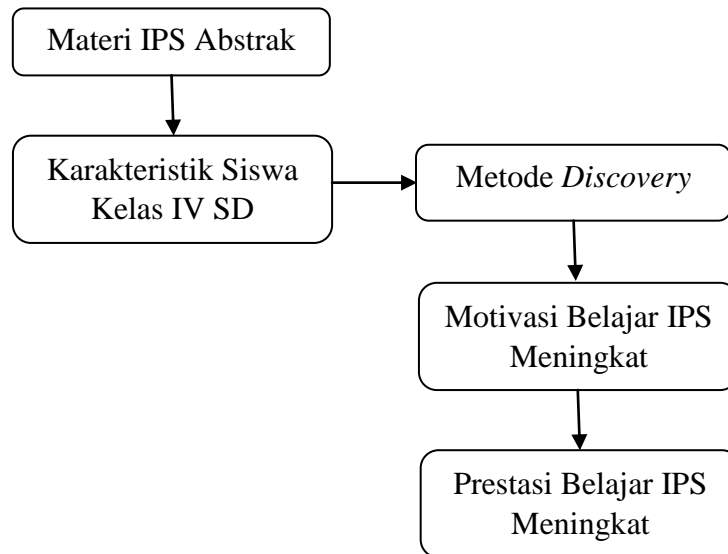 Materi IPS Abstrak
Karakteristik Siswa
Kelas IV SD
Metode Discovery
Motivasi Belajar IPS
Meningkat
Prestasi Belajar IPS
Meningkat